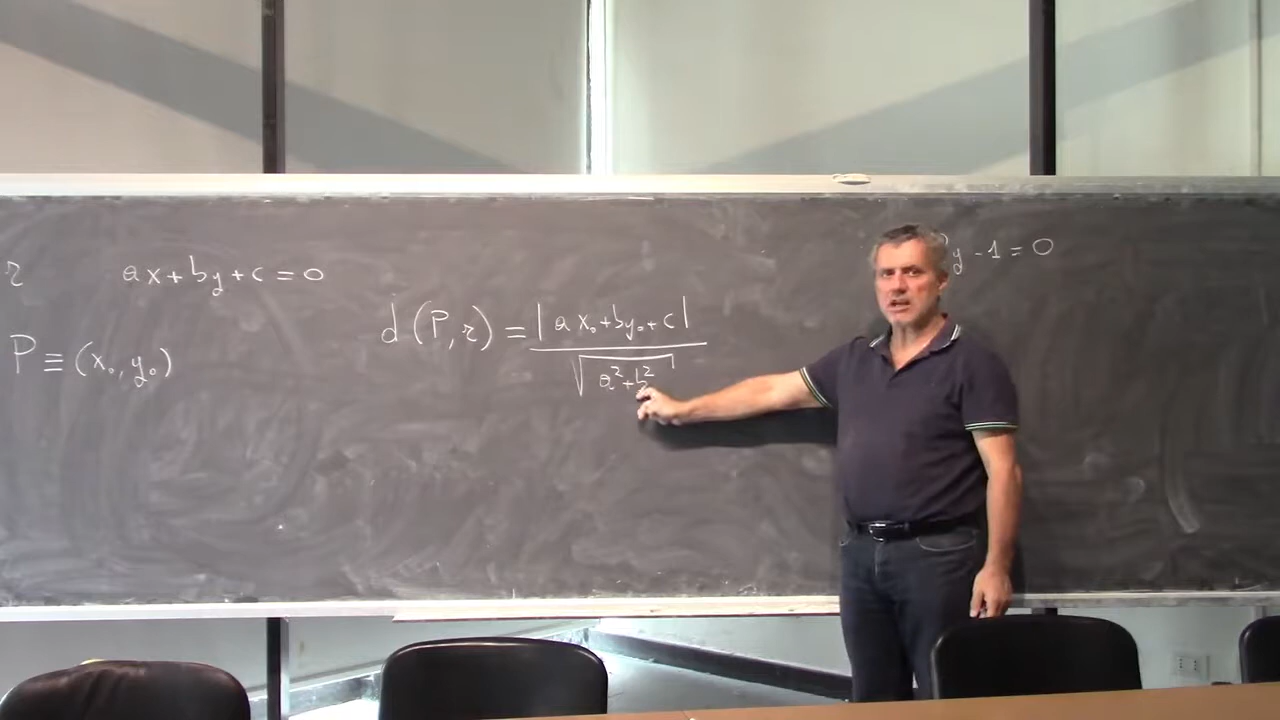 r ax+by+c=0
P≡(x₀,y₀)
d(P,r)=|ax₀+by₀+c|/√a²+b²
y-1=0